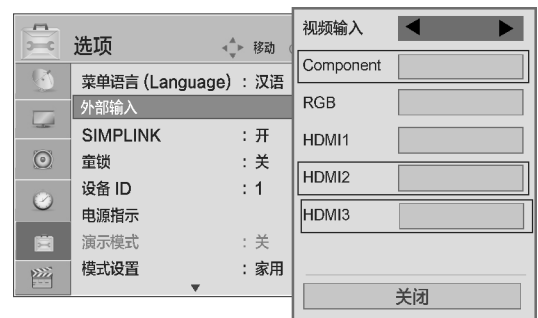 选项
移动
菜单语言 (Language) : 汉语
外部输入
SIMPLINK : 开
童锁 : 关
设备 ID : 1
电源指示
演示模式 : 关
模式设置 : 家用
视频输入
Component
RGB
HDMI1
HDMI2
HDMI3
关闭